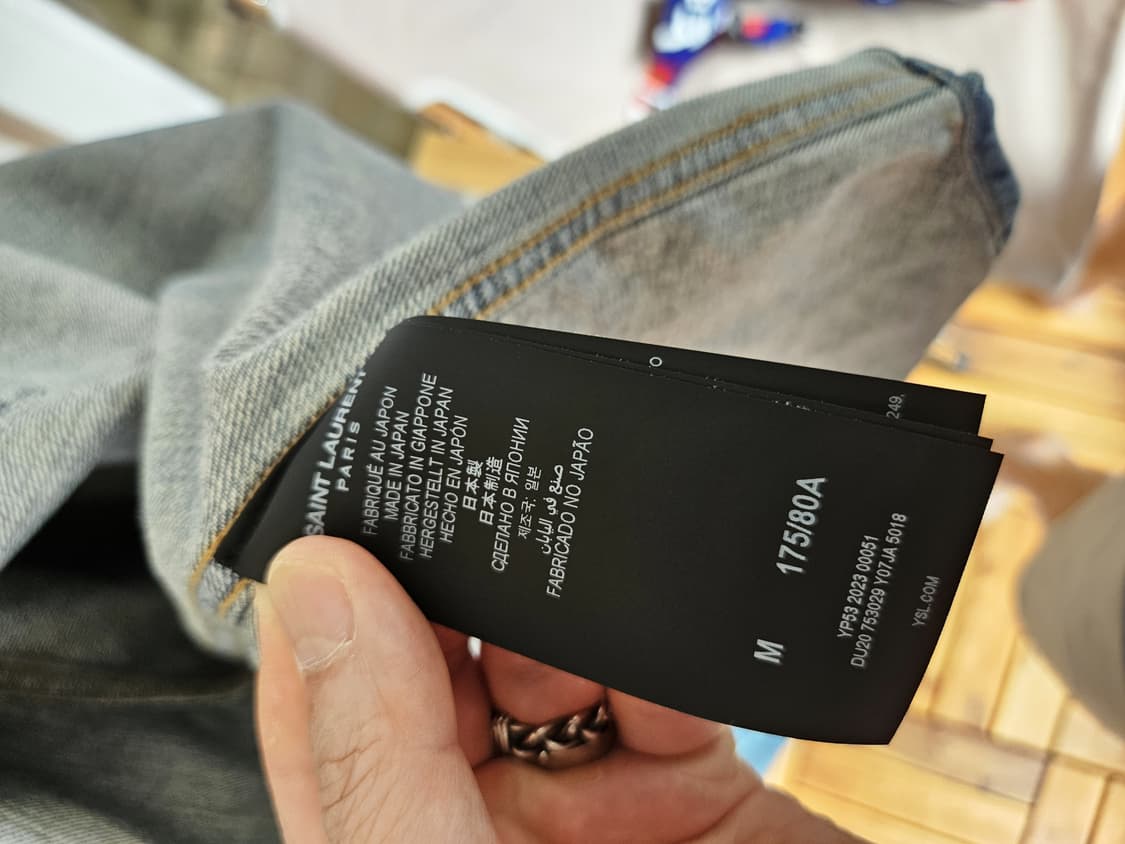 SAINT LAURENT
PARIS
FABRIQUÉ AU JAPON
MADE IN JAPAN
FABBRICATO IN GIAPPONE
HERGESTELLT IN JAPAN
HECHO EN JAPÓN
日本製
日本制造
СДЕЛАНО В ЯПОНИИ
제조국: 일본
صنع في اليابان
FABRICADO NO JAPÃO
M 175/80A
YP53 2023 00051
DU20 753029 Y07JA 5018
YSL.COM
O
249,